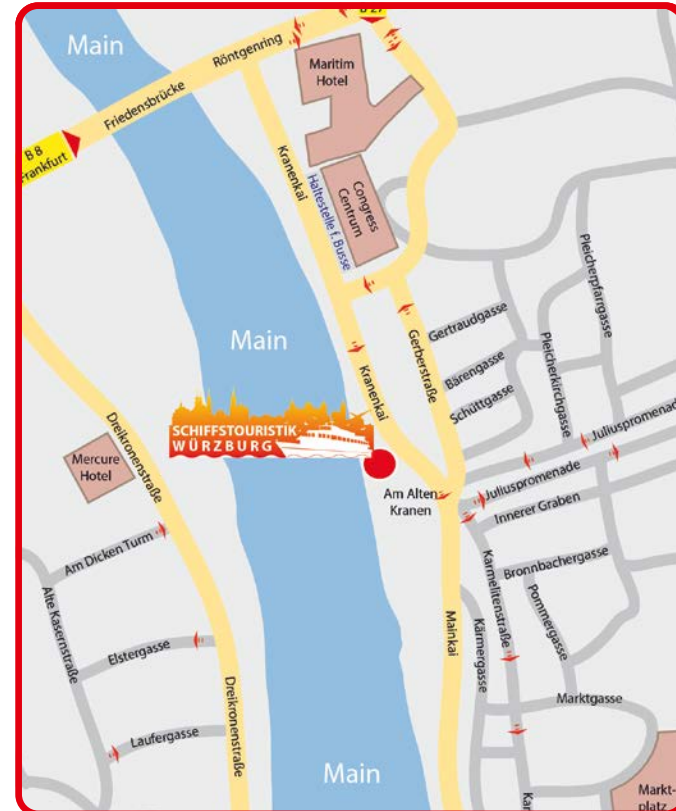 B 27
Main
Röntgenring
Maritim
Hotel
Friedensbrücke
B 8
Frankfurt
Kranenkai
Haltestelle f. Busse
Congress
Centrum
Pleicherpfarrgasse
Main
Gertraudgasse
Gerberstraße
Pleicherkirchgasse
Bärengasse
Kranenkai
Schüttgasse
Dreikronenstraße
SCHIFFSTOURISTIK
WÜRZBURG
Juliuspromenade
Mercure
Hotel
Juliuspromenade
Am Alten
Kranen
Innerer Graben
Am Dicken Turm
Bronnbachergasse
Karmelitenstraße
Pommergasse
Alte Kasernstraße
Mainkai
Kärrnergasse
Elstergasse
Dreikronenstraße
Marktgasse
Laufergasse
Main
Kar
Markt-
platz